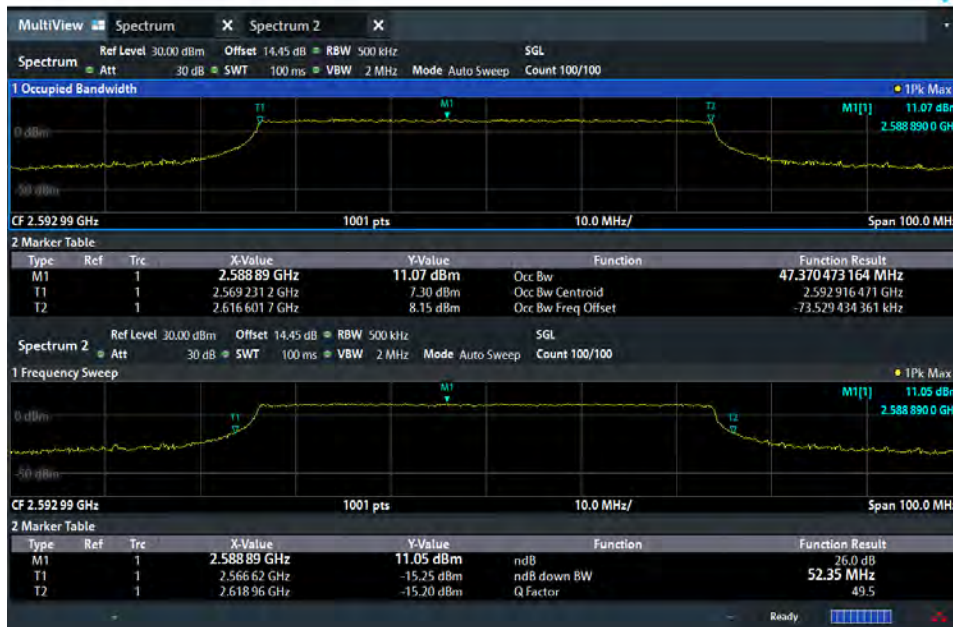 MultiView Spectrum X Spectrum 2 X
Spectrum Ref Level 30.00 dBm Offset 14.45 dB RBW 500 kHz SGL
Att 30 dB SWT 100 ms VBW 2 MHz Mode Auto Sweep Count 100/100
1 Occupied Bandwidth 1Pk Max
T1 M1 T2 M1[1] 11.07 dBm
0 dBm 2.588 890 0 GH
-50 dBm
CF 2.592 99 GHz 1001 pts 10.0 MHz/ Span 100.0 MH
2 Marker Table
Type Ref Trc X-Value Y-Value Function Function Result
M1 1 2.588 89 GHz 11.07 dBm Occ Bw 47.370 473 164 MHz
T1 1 2.569 231 2 GHz 7.30 dBm Occ Bw Centroid 2.592 916 471 GHz
T2 1 2.616 601 7 GHz 8.15 dBm Occ Bw Freq Offset -73.529 434 361 kHz
Spectrum 2 Ref Level 30.00 dBm Offset 14.45 dB RBW 500 kHz SGL
Att 30 dB SWT 100 ms VBW 2 MHz Mode Auto Sweep Count 100/100
1 Frequency Sweep 1Pk Max
M1 M1[1] 11.05 dBm
0 dBm T1 T2 2.588 890 0 GH
-50 dBm
CF 2.592 99 GHz 1001 pts 10.0 MHz/ Span 100.0 MH
2 Marker Table
Type Ref Trc X-Value Y-Value Function Function Result
M1 1 2.588 89 GHz 11.05 dBm ndB 26.0 dB
T1 1 2.566 62 GHz -15.25 dBm ndB down BW 52.35 MHz
T2 1 2.618 96 GHz -15.20 dBm Q Factor 49.5
Ready